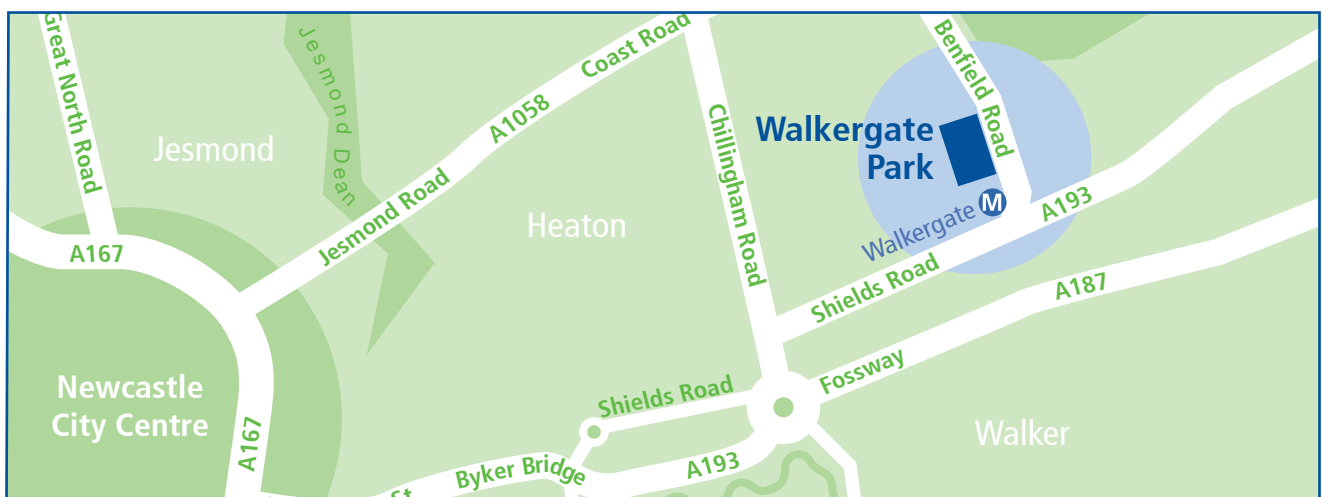 Great North Road
Jesmond Dean
Coast Road
Benfield Road
A1058
Chillingham Road
Walkergate
Park
Jesmond
Jesmond Road
Heaton
M
Walkergate
A193
A167
Shields Road
A187
Newcastle
City Centre
Fossway
Shields Road
Walker
A167
Byker Bridge
A193
St